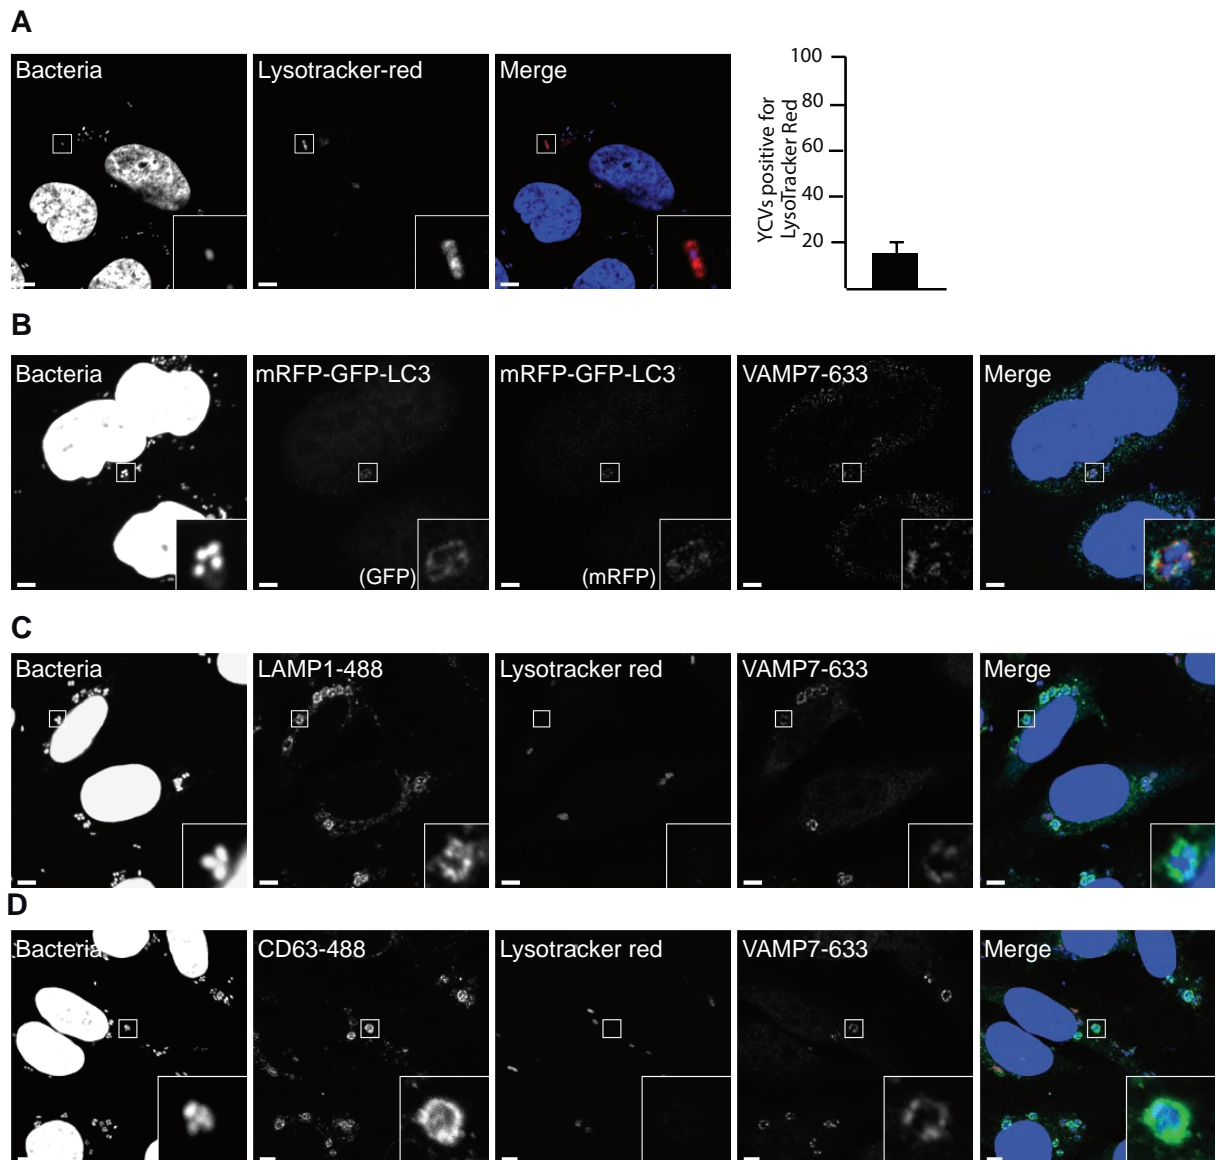 A
Bacteria
Lysotracker-red
Merge
100
80
60
40
20
YCVs positive for
LysoTracker Red
B
Bacteria
mRFP-GFP-LC3
(GFP)
mRFP-GFP-LC3
(mRFP)
VAMP7-633
Merge
C
Bacteria
LAMP1-488
Lysotracker red
VAMP7-633
Merge
D
Bacteria
CD63-488
Lysotracker red
VAMP7-633
Merge